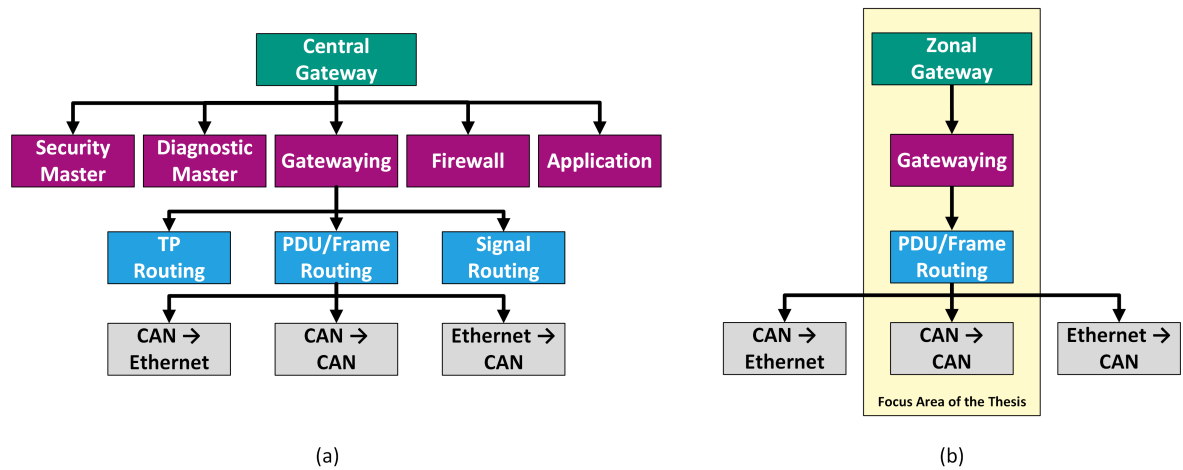 Central
Gateway
Security
Master
Diagnostic
Master
Gatewaying
Firewall
Application
TP
Routing
PDU/Frame
Routing
Signal
Routing
CAN →
Ethernet
CAN →
CAN
Ethernet →
CAN
(a)
Zonal
Gateway
Gatewaying
PDU/Frame
Routing
CAN →
Ethernet
CAN →
CAN
Ethernet →
CAN
Focus Area of the Thesis
(b)